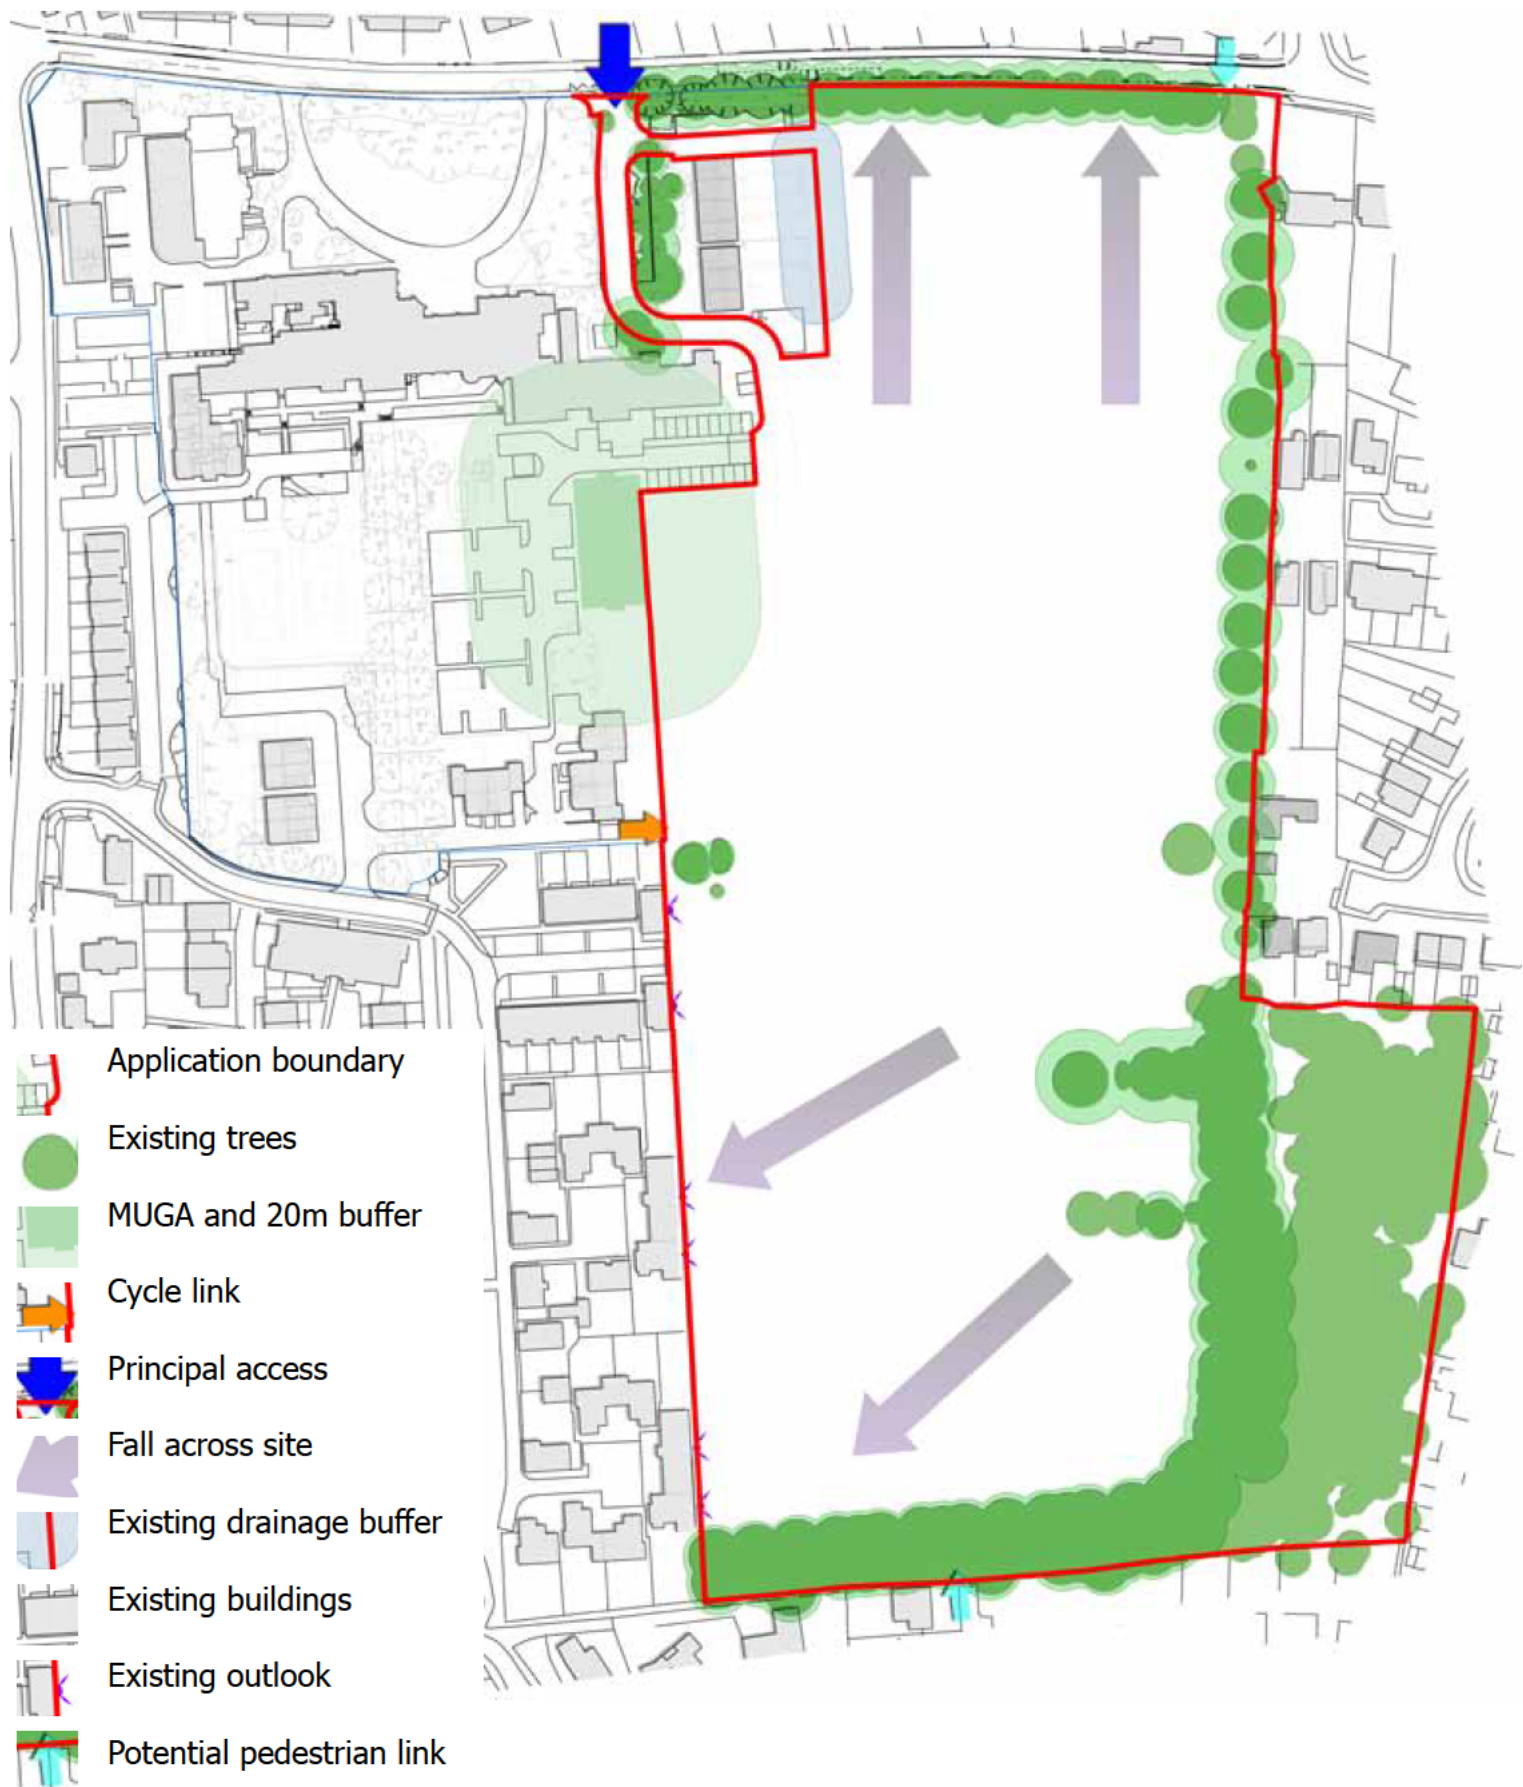 Application boundary
Existing trees
MUGA and 20m buffer
Cycle link
Principal access
Fall across site
Existing drainage buffer
Existing buildings
Existing outlook
Potential pedestrian link